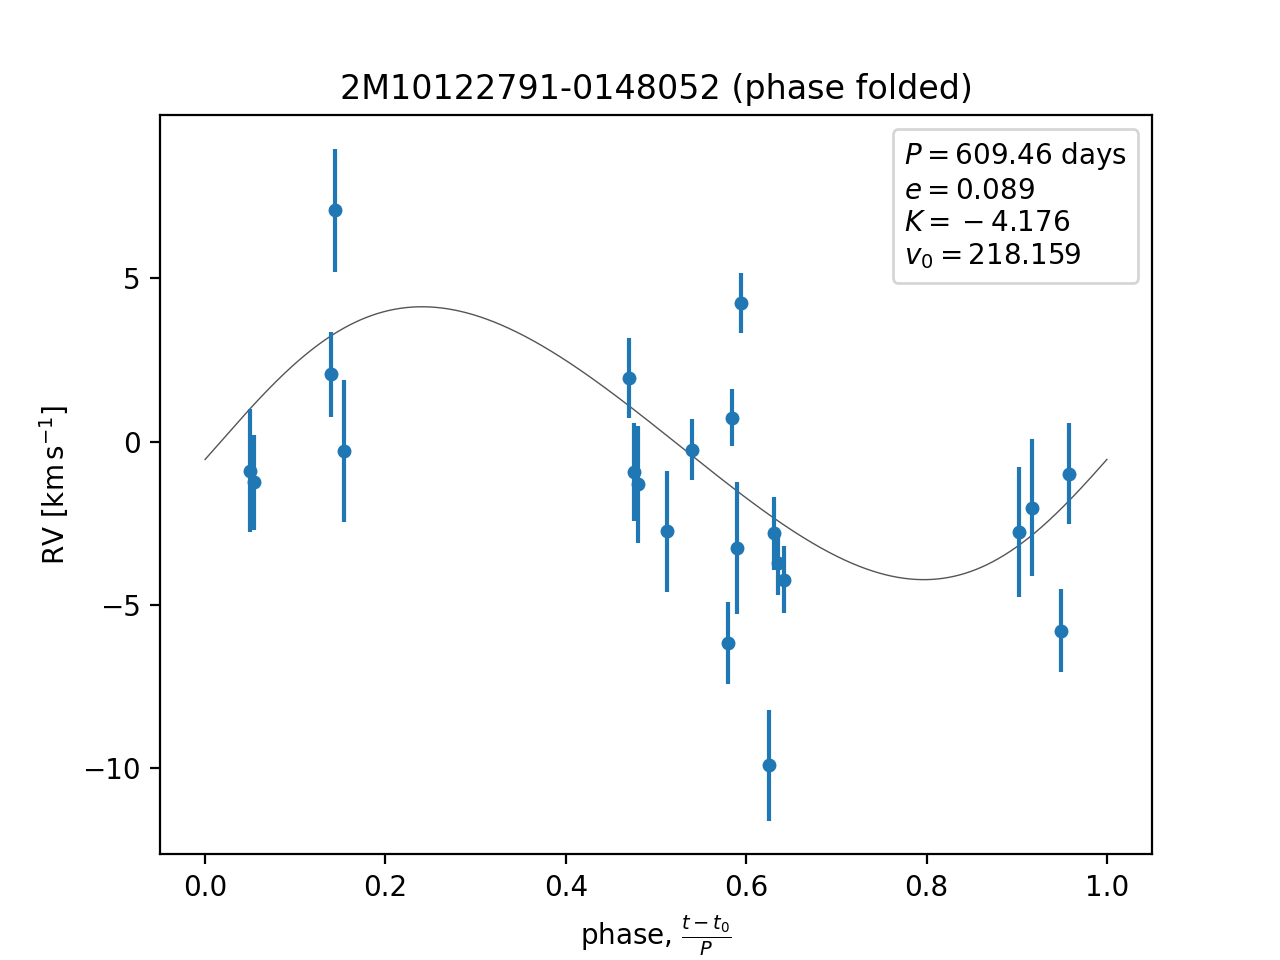 2M10122791-0148052 (phase folded)
P = 609.46 days
e = 0.089
K = −4.176
v₀ = 218.159
RV [km s⁻¹]
5
0
−5
−10
0.0 0.2 0.4 0.6 0.8 1.0
phase, (t − t₀)/P